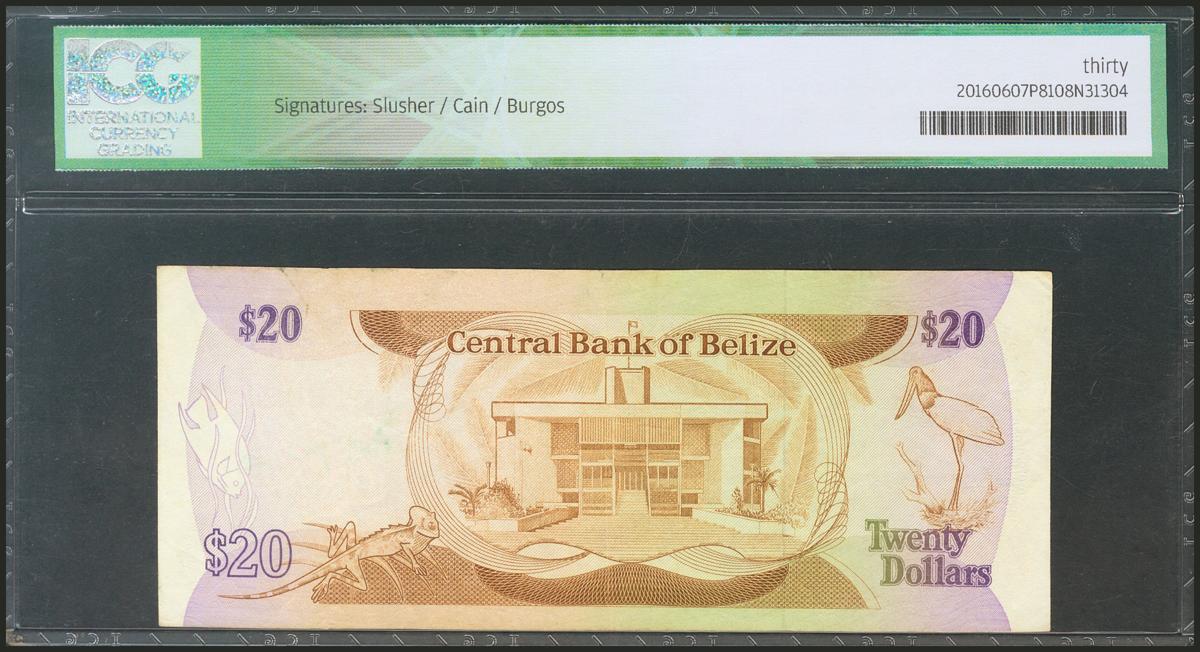 ICG
INTERNATIONAL
CURRENCY
GRADING
Signatures: Slusher / Cain / Burgos
thirty
20160607P8108N31304
$20
Central Bank of Belize
$20
$20
Twenty
Dollars